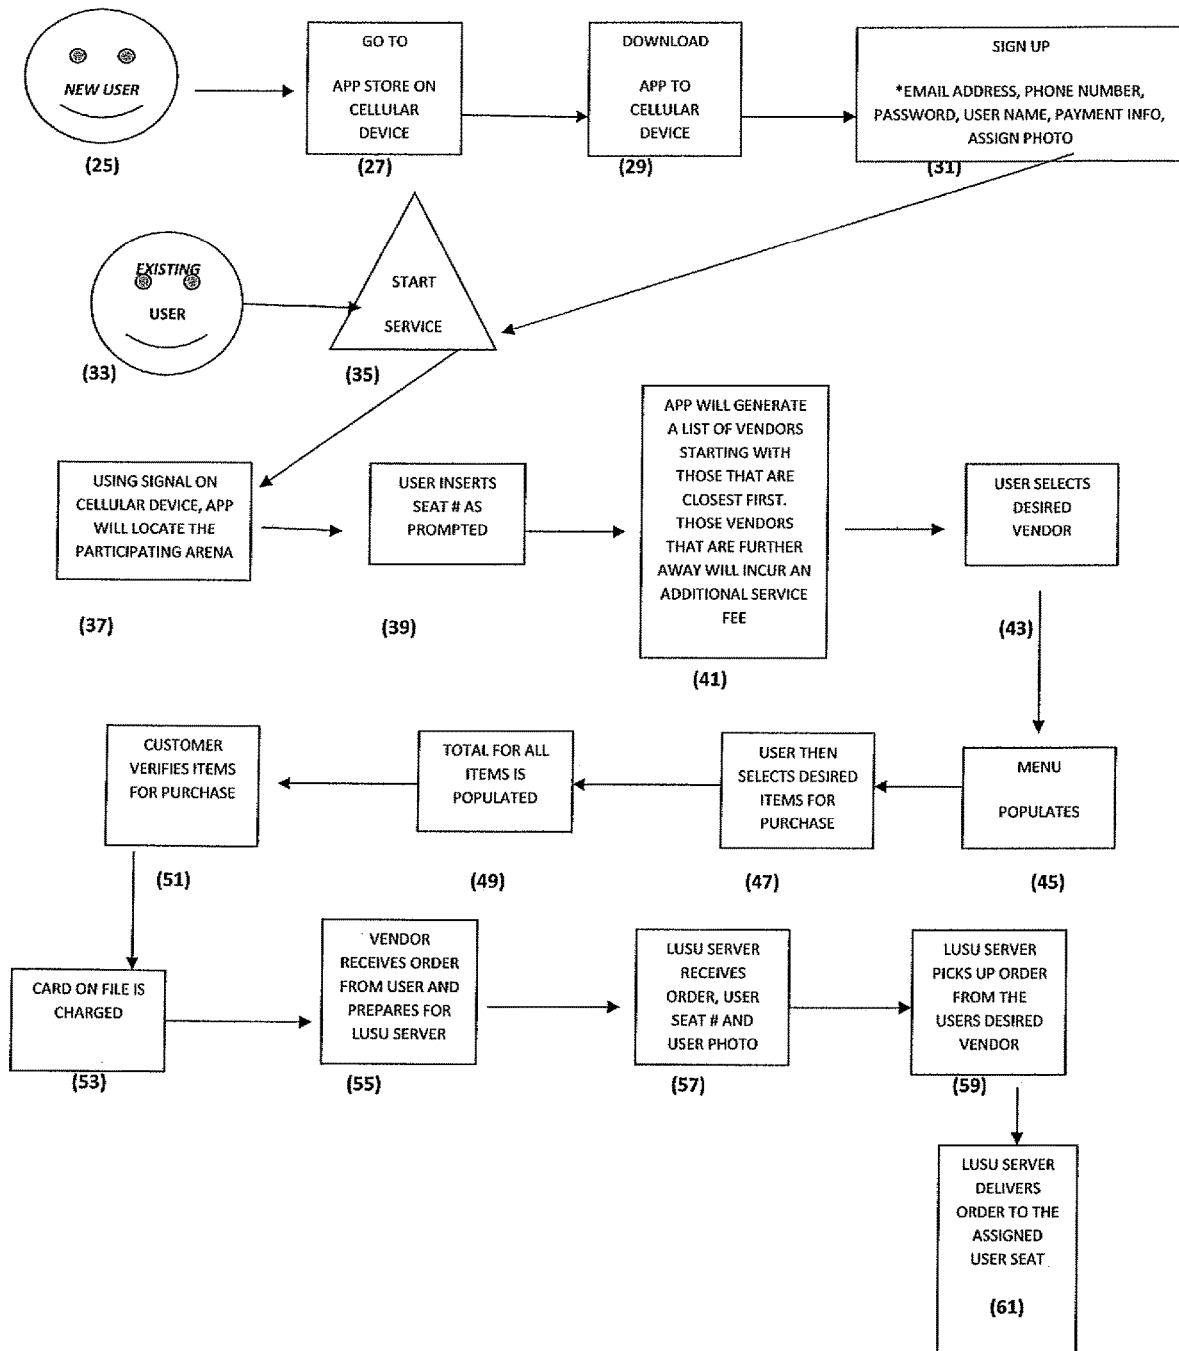 NEW USER
(25)
GO TO
APP STORE ON
CELLULAR
DEVICE
(27)
DOWNLOAD
APP TO
CELLULAR
DEVICE
(29)
SIGN UP
*EMAIL ADDRESS, PHONE NUMBER,
PASSWORD, USER NAME, PAYMENT INFO,
ASSIGN PHOTO
(31)
EXISTING
USER
(33)
START
SERVICE
(35)
USING SIGNAL ON
CELLULAR DEVICE, APP
WILL LOCATE THE
PARTICIPATING ARENA
(37)
USER INSERTS
SEAT # AS
PROMPTED
(39)
APP WILL GENERATE
A LIST OF VENDORS
STARTING WITH
THOSE THAT ARE
CLOSEST FIRST.
THOSE VENDORS
THAT ARE FURTHER
AWAY WILL INCUR AN
ADDITIONAL SERVICE
FEE
(41)
USER SELECTS
DESIRED
VENDOR
(43)
MENU
POPULATES
(45)
USER THEN
SELECTS DESIRED
ITEMS FOR
PURCHASE
(47)
TOTAL FOR ALL
ITEMS IS
POPULATED
(49)
CUSTOMER
VERIFIES ITEMS
FOR PURCHASE
(51)
CARD ON FILE IS
CHARGED
(53)
VENDOR
RECEIVES ORDER
FROM USER AND
PREPARES FOR
LUSU SERVER
(55)
LUSU SERVER
RECEIVES
ORDER, USER
SEAT # AND
USER PHOTO
(57)
LUSU SERVER
PICKS UP ORDER
FROM THE
USERS DESIRED
VENDOR
(59)
LUSU SERVER
DELIVERS
ORDER TO THE
ASSIGNED
USER SEAT
(61)